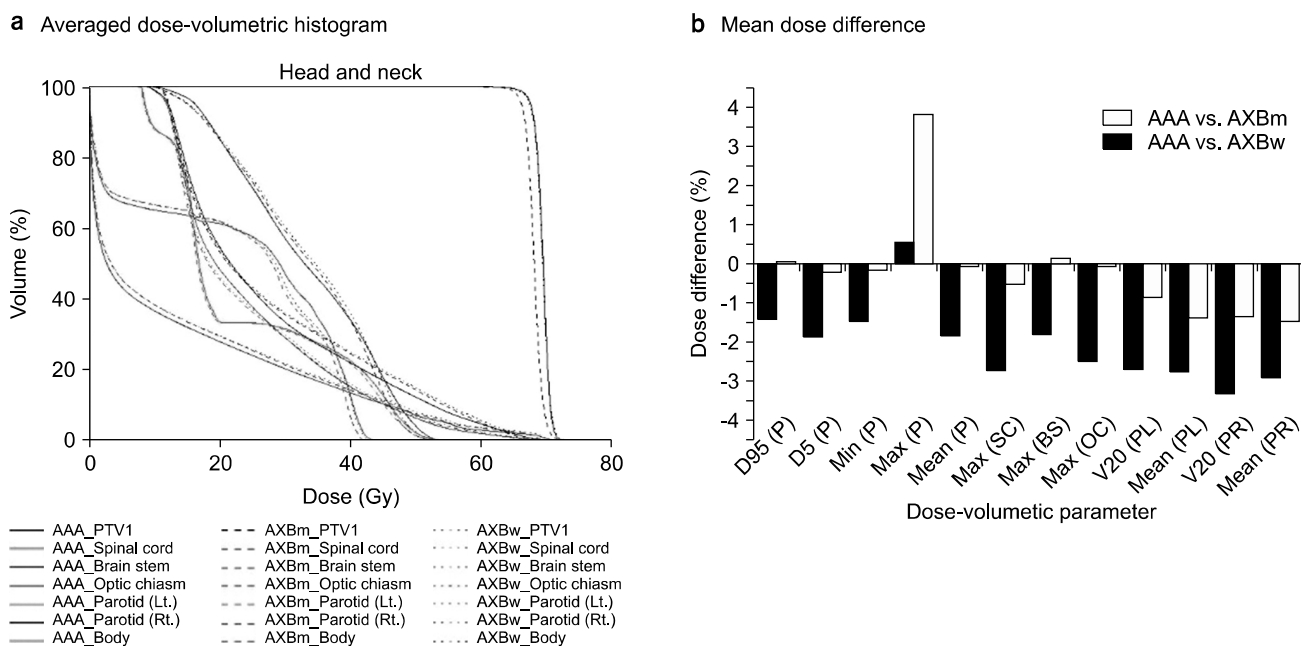 a Averaged dose-volumetric histogram
Head and neck
Volume (%)
100
80
60
40
20
0
0 20 40 60 80
Dose (Gy)
AAA_PTV1 AXBm_PTV1 AXBw_PTV1
AAA_Spinal cord AXBm_Spinal cord AXBw_Spinal cord
AAA_Brain stem AXBm_Brain stem AXBw_Brain stem
AAA_Optic chiasm AXBm_Optic chiasm AXBw_Optic chiasm
AAA_Parotid (Lt.) AXBm_Parotid (Lt.) AXBw_Parotid (Lt.)
AAA_Parotid (Rt.) AXBm_Parotid (Rt.) AXBw_Parotid (Rt.)
AAA_Body AXBm_Body AXBw_Body
b Mean dose difference
AAA vs. AXBm
AAA vs. AXBw
Dose difference (%)
4
3
2
1
0
-1
-2
-3
-4
D95 (P)
D5 (P)
Min (P)
Max (P)
Mean (P)
Max (SC)
Max (BS)
Max (OC)
V20 (PL)
Mean (PL)
V20 (PR)
Mean (PR)
Dose-volumetic parameter